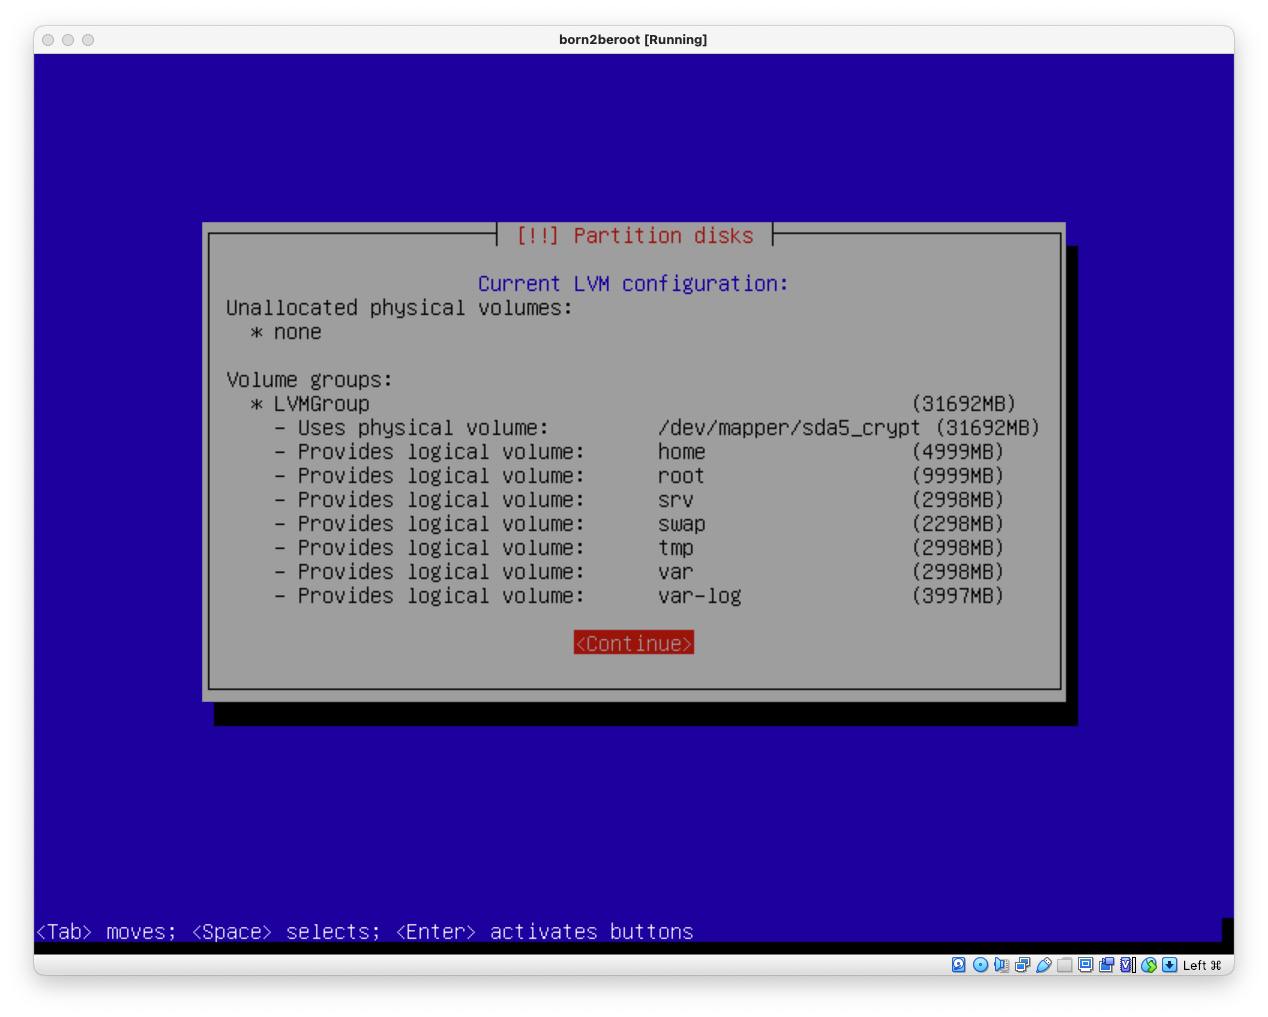 born2beroot [Running]
[!!] Partition disks
Current LVM configuration:
Unallocated physical volumes:
* none
Volume groups:
* LVMGroup (31692MB)
- Uses physical volume: /dev/mapper/sda5_crypt (31692MB)
- Provides logical volume: home (4999MB)
- Provides logical volume: root (9999MB)
- Provides logical volume: srv (2998MB)
- Provides logical volume: swap (2298MB)
- Provides logical volume: tmp (2998MB)
- Provides logical volume: var (2998MB)
- Provides logical volume: var-log (3997MB)
<Continue>
<Tab> moves; <Space> selects; <Enter> activates buttons
Left ⌘